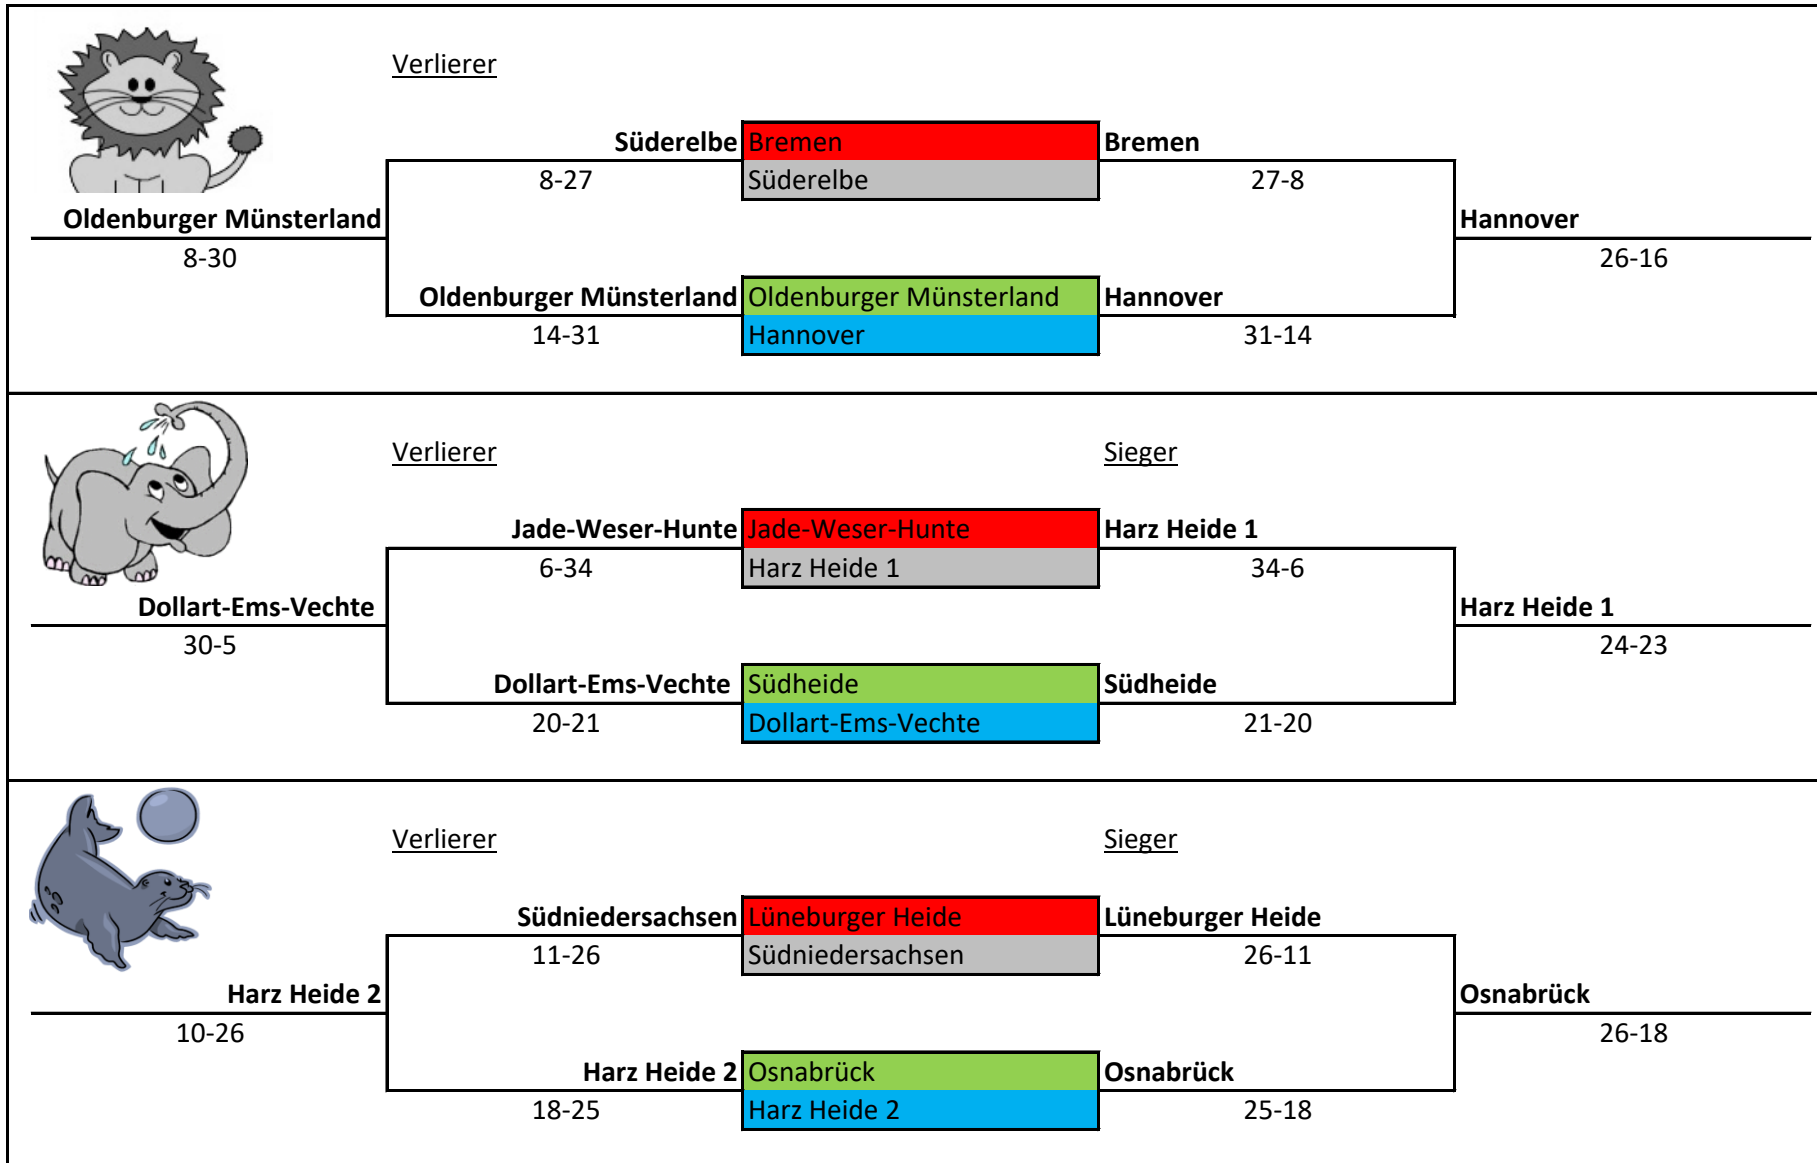 Verlierer
Süderelbe Bremen Bremen
8-27 Süderelbe 27-8
Oldenburger Münsterland Hannover
8-30 26-16
Oldenburger Münsterland Oldenburger Münsterland Hannover
14-31 Hannover 31-14
Verlierer Sieger
Jade-Weser-Hunte Jade-Weser-Hunte Harz Heide 1
6-34 Harz Heide 1 34-6
Dollart-Ems-Vechte Harz Heide 1
30-5 24-23
Dollart-Ems-Vechte Südheide Südheide
20-21 Dollart-Ems-Vechte 21-20
Verlierer Sieger
Südniedersachsen Lüneburger Heide Lüneburger Heide
11-26 Südniedersachsen 26-11
Harz Heide 2 Osnabrück
10-26 26-18
Harz Heide 2 Osnabrück Osnabrück
18-25 Harz Heide 2 25-18